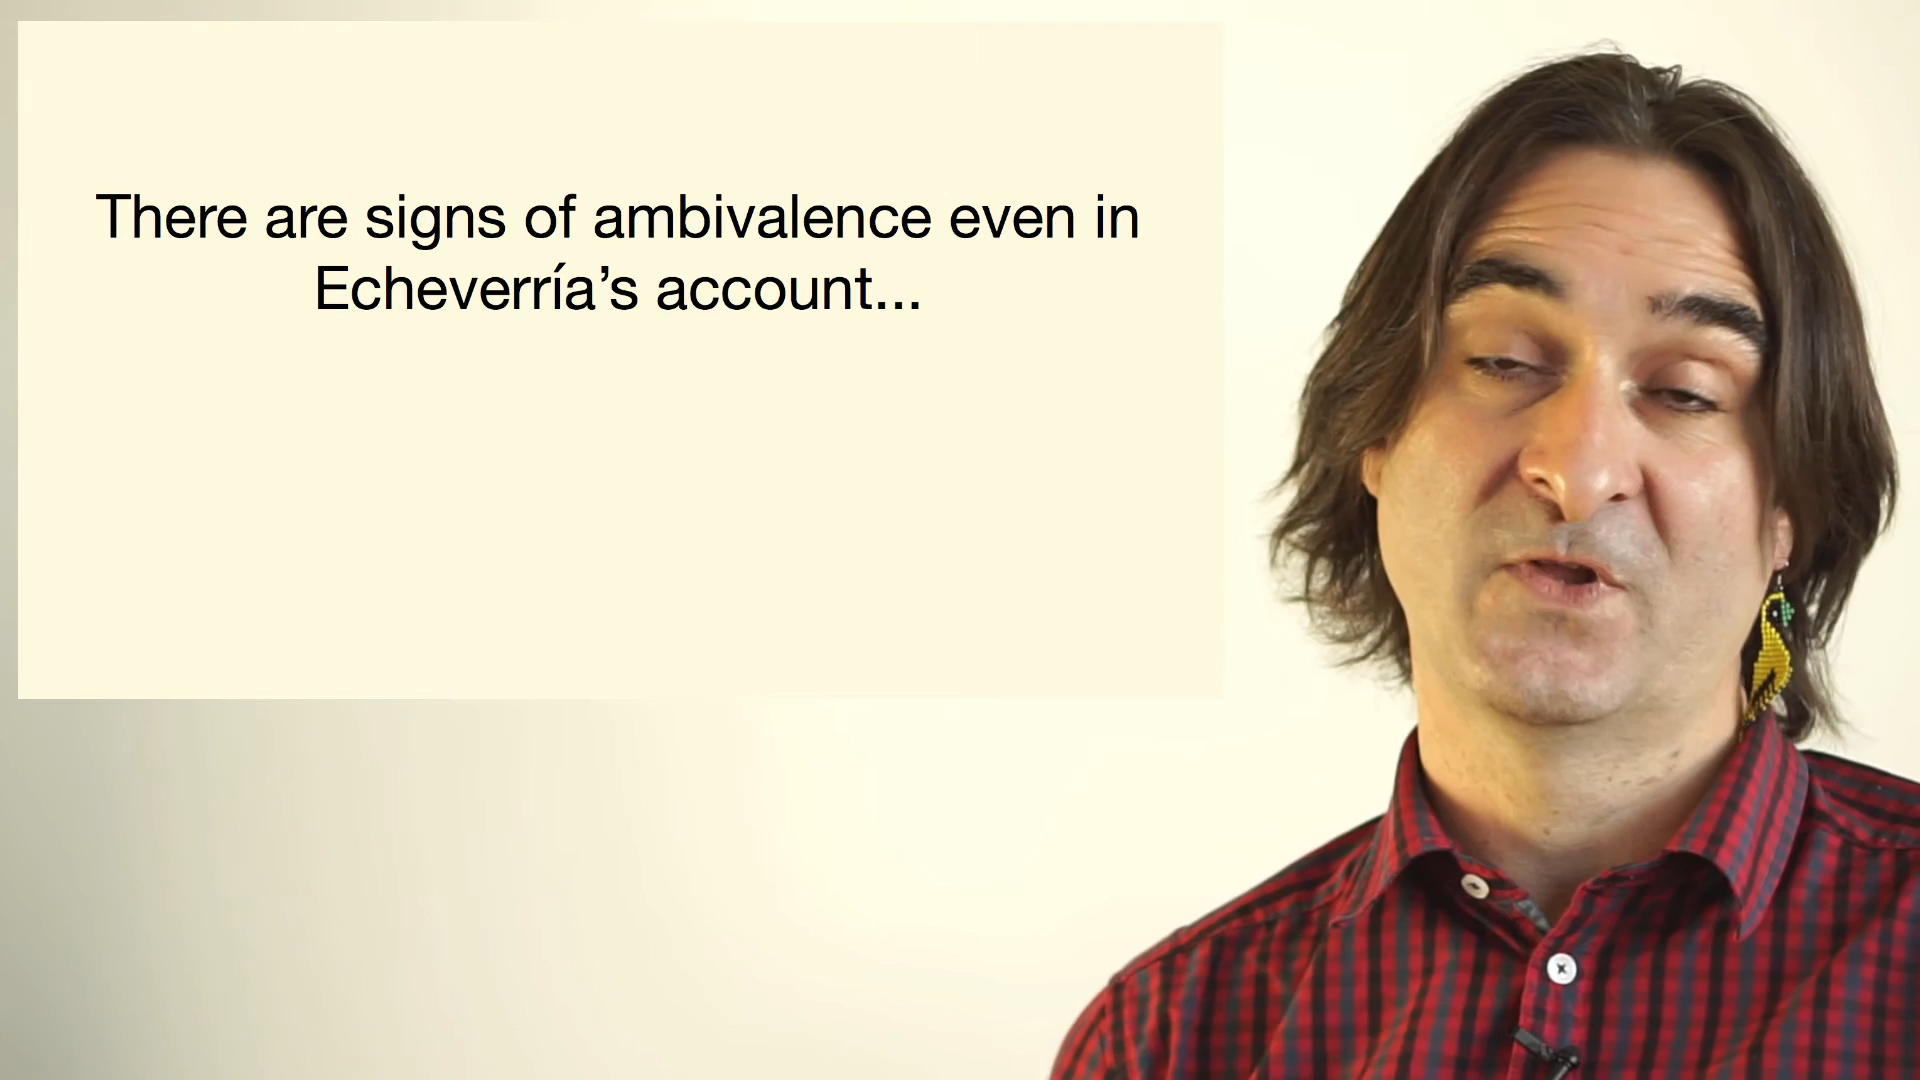 There are signs of ambivalence even in
Echeverría’s account...